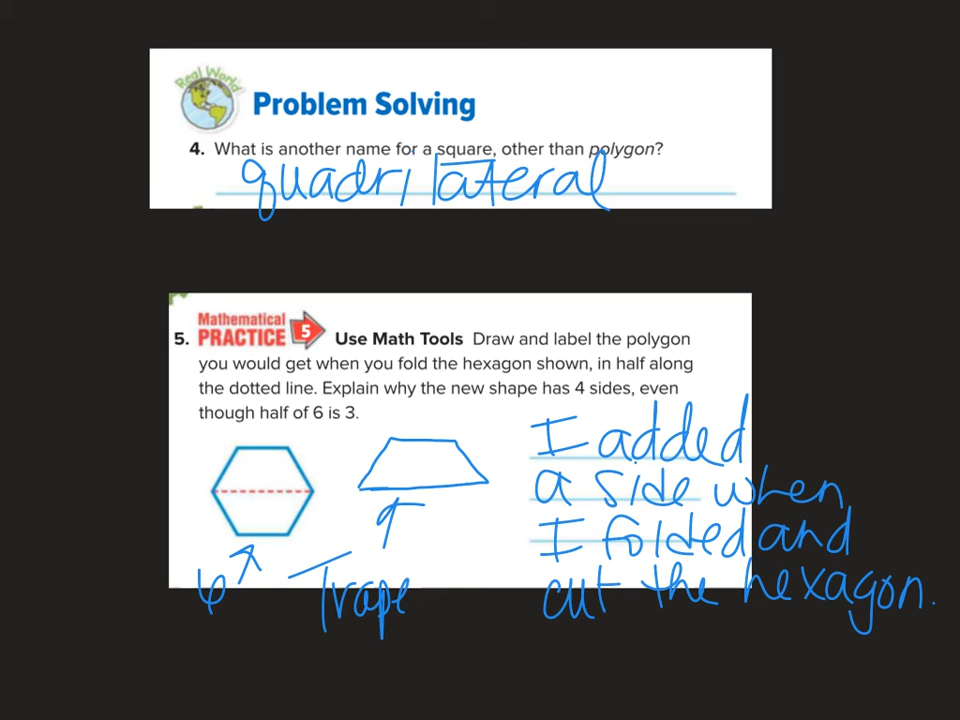 Real World
Problem Solving
4. What is another name for a square, other than polygon?
quadrilateral
Mathematical
PRACTICE 5 Use Math Tools Draw and label the polygon
5.
you would get when you fold the hexagon shown, in half along
the dotted line. Explain why the new shape has 4 sides, even
though half of 6 is 3.
I added
a side when
I folded and
cut the hexagon.
6
Trape